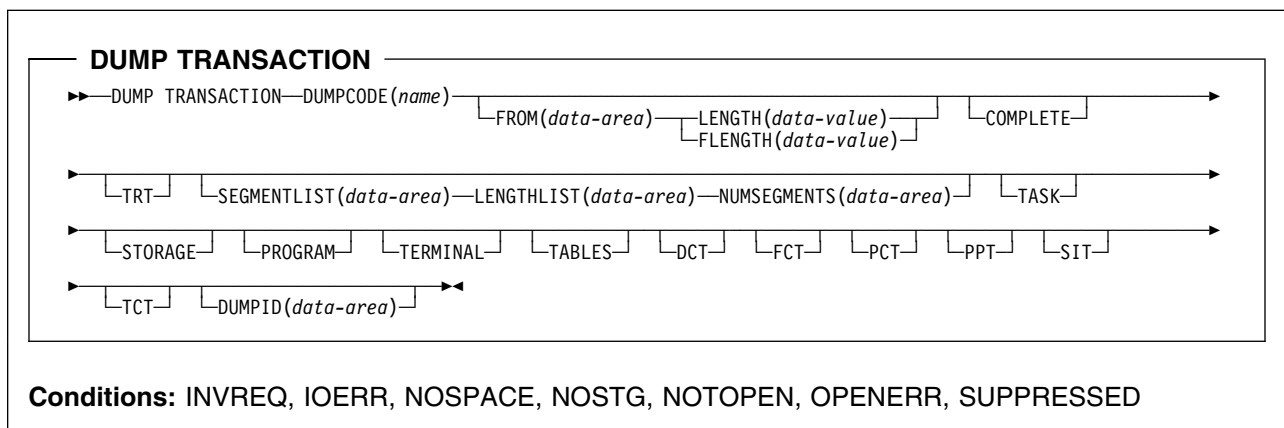 DUMP TRANSACTION
►►──DUMP TRANSACTION──DUMPCODE(name)
FROM(data-area) LENGTH(data-value) COMPLETE
FLENGTH(data-value)
TRT SEGMENTLIST(data-area)──LENGTHLIST(data-area)──NUMSEGMENTS(data-area) TASK
STORAGE PROGRAM TERMINAL TABLES DCT FCT PCT PPT SIT
TCT DUMPID(data-area)
Conditions: INVREQ, IOERR, NOSPACE, NOSTG, NOTOPEN, OPENERR, SUPPRESSED